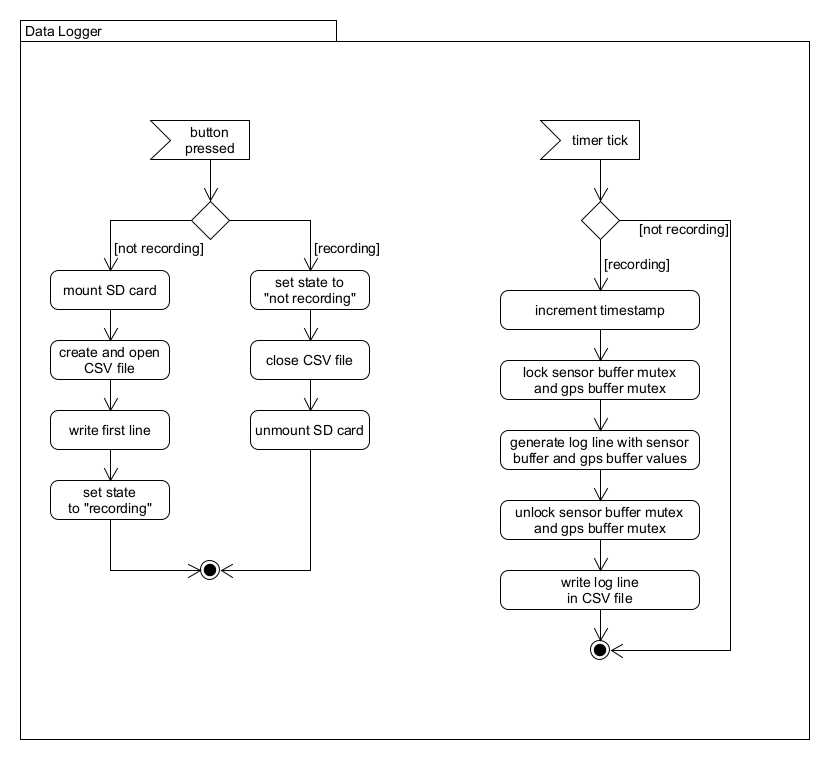 Data Logger
button
pressed
[not recording]
[recording]
mount SD card
create and open
CSV file
write first line
set state
to "recording"
set state to
"not recording"
close CSV file
unmount SD card
timer tick
[not recording]
[recording]
increment timestamp
lock sensor buffer mutex
and gps buffer mutex
generate log line with sensor
buffer and gps buffer values
unlock sensor buffer mutex
and gps buffer mutex
write log line
in CSV file